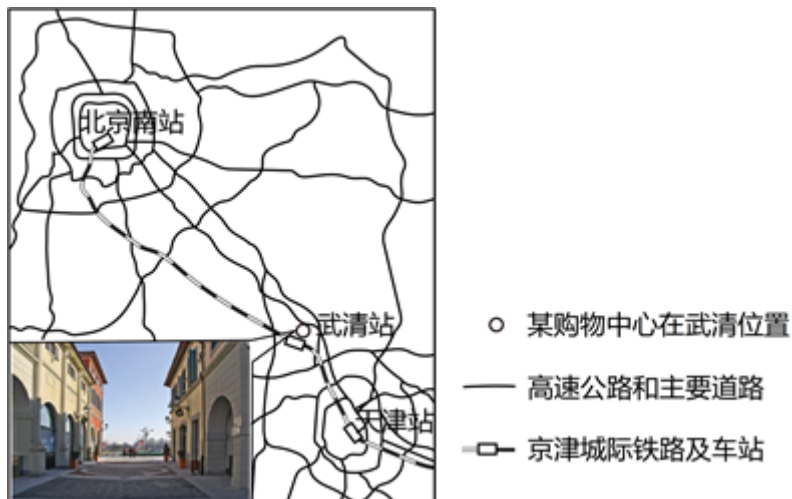 北京南站
武清站
天津站
某购物中心在武清位置
高速公路和主要道路
京津城际铁路及车站